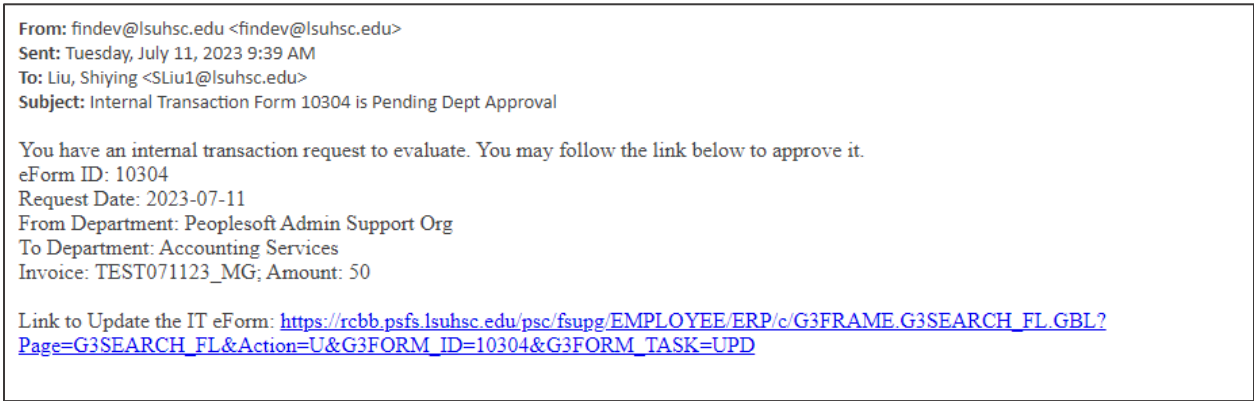 From: findev@lsuhsc.edu <findev@lsuhsc.edu>
Sent: Tuesday, July 11, 2023 9:39 AM
To: Liu, Shiying <SLiu1@lsuhsc.edu>
Subject: Internal Transaction Form 10304 is Pending Dept Approval
You have an internal transaction request to evaluate. You may follow the link below to approve it.
eForm ID: 10304
Request Date: 2023-07-11
From Department: Peoplesoft Admin Support Org
To Department: Accounting Services
Invoice: TEST071123_MG; Amount: 50
Link to Update the IT eForm: https://rcbb.psfs.lsuhsc.edu/psc/fsupg/EMPLOYEE/ERP/c/G3FRAME.G3SEARCH_FL.GBL?
Page=G3SEARCH_FL&Action=U&G3FORM_ID=10304&G3FORM_TASK=UPD